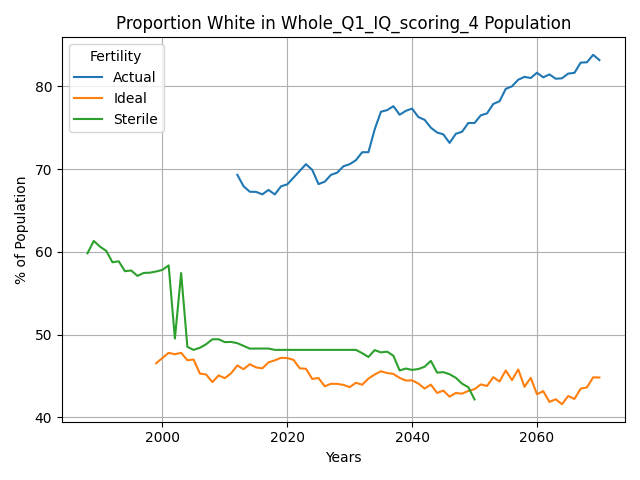 Proportion White in Whole_Q1_IQ_scoring_4 Population
Fertility
Actual
Ideal
Sterile
% of Population
80
70
60
50
40
2000
2020
2040
2060
Years